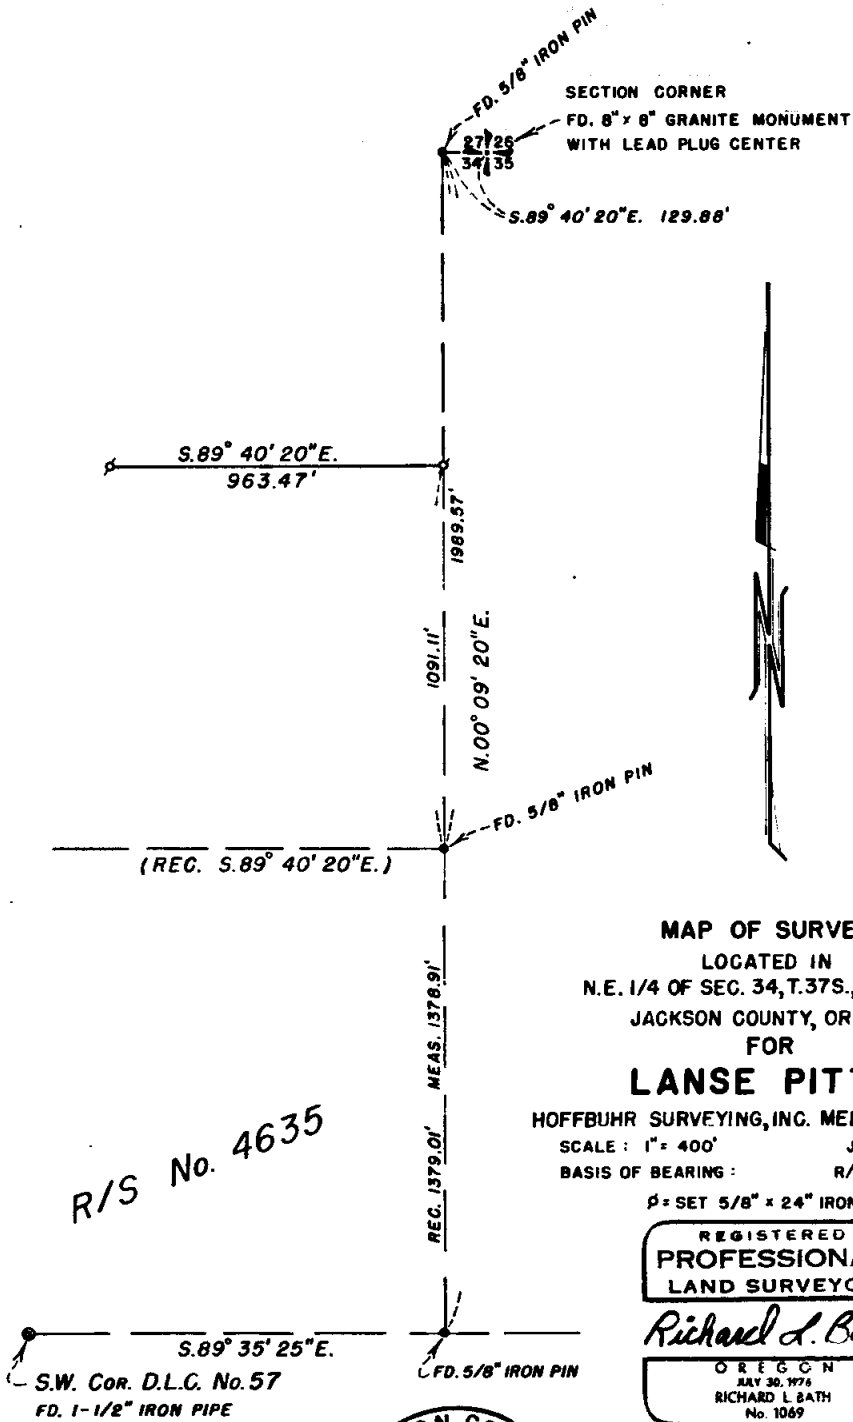 FD. 5/8" IRON PIN
SECTION CORNER
FD. 8" x 8" GRANITE MONUMENT
WITH LEAD PLUG CENTER
27 26
34 35
S.89° 40' 20"E. 129.88'
S.89° 40' 20"E.
963.47'
1989.57'
1091.11'
N.00° 09' 20"E.
FD. 5/8" IRON PIN
(REC. S.89° 40' 20"E.)
N
MAP OF SURVE
LOCATED IN
N.E. 1/4 OF SEC. 34, T.37S.,
JACKSON COUNTY, OR
FOR
LANSE PIT
HOFFBUHR SURVEYING, INC. ME
SCALE : 1" = 400' J
BASIS OF BEARING : R/
ø = SET 5/8" x 24" IRON
REC. 1379.01' MEAS. 1378.91'
R/S No. 4635
REGISTERED
PROFESSIONA
LAND SURVEYO
Richard L. B
OREGON
JULY 30, 1976
RICHARD L. BATH
No. 1069
S.89° 35' 25"E.
S.W. COR. D.L.C. No. 57
FD. 1-1/2" IRON PIPE
FD. 5/8" IRON PIN
ON CO